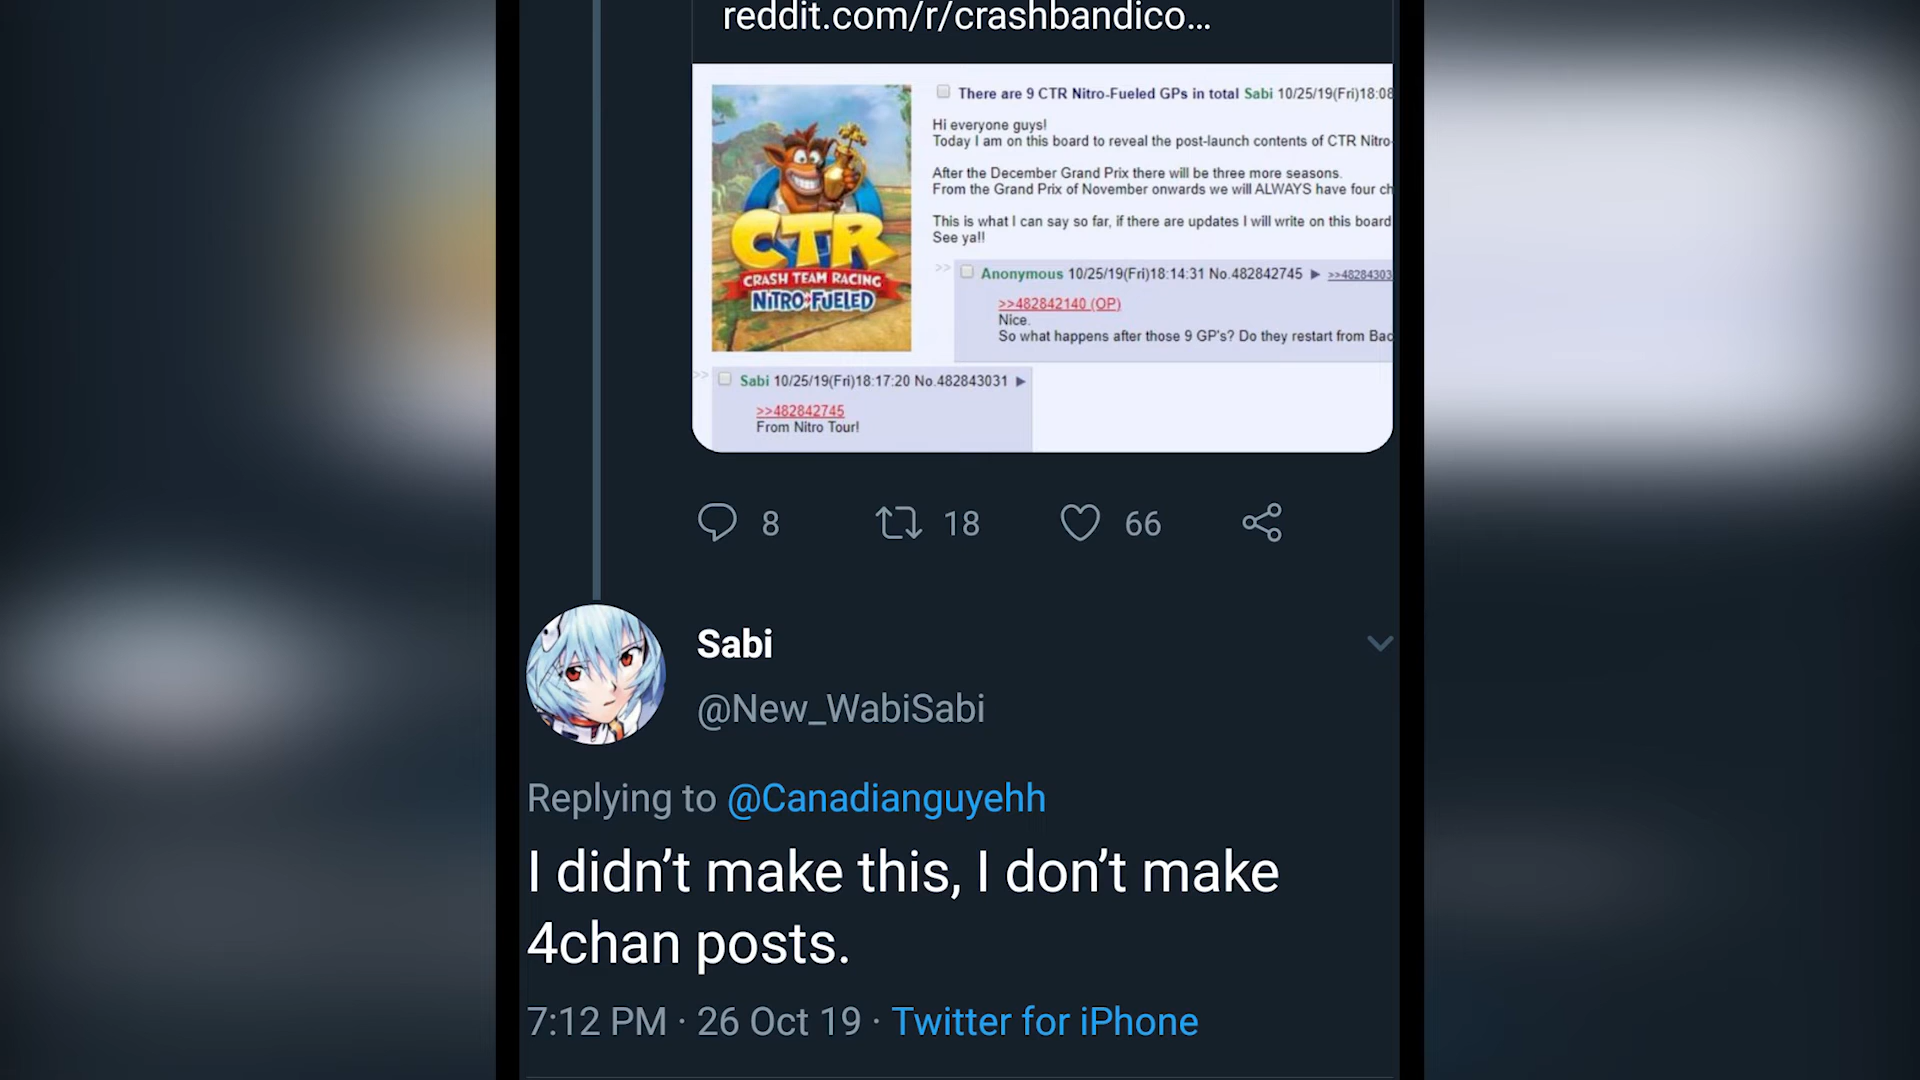 reddit.com/r/crashbandico...
There are 9 CTR Nitro-Fueled GPs in total Sabi 10/25/19(Fri)18:08
Hi everyone guys!
Today I am on this board to reveal the post-launch contents of CTR Nitro-
After the December Grand Prix there will be three more seasons.
From the Grand Prix of November onwards we will ALWAYS have four ch
This is what I can say so far, if there are updates I will write on this board
See ya!!
CTR
CRASH TEAM RACING
NITRO-FUELED
>> Anonymous 10/25/19(Fri)18:14:31 No.482842745 ▶ >>48284303
>>482842140 (OP)
Nice.
So what happens after those 9 GP's? Do they restart from Bac
>> Sabi 10/25/19(Fri)18:17:20 No.482843031 ▶
>>482842745
From Nitro Tour!
8 18 66
Sabi
@New_WabiSabi
Replying to @Canadianguyehh
I didn't make this, I don't make
4chan posts.
7:12 PM · 26 Oct 19 · Twitter for iPhone